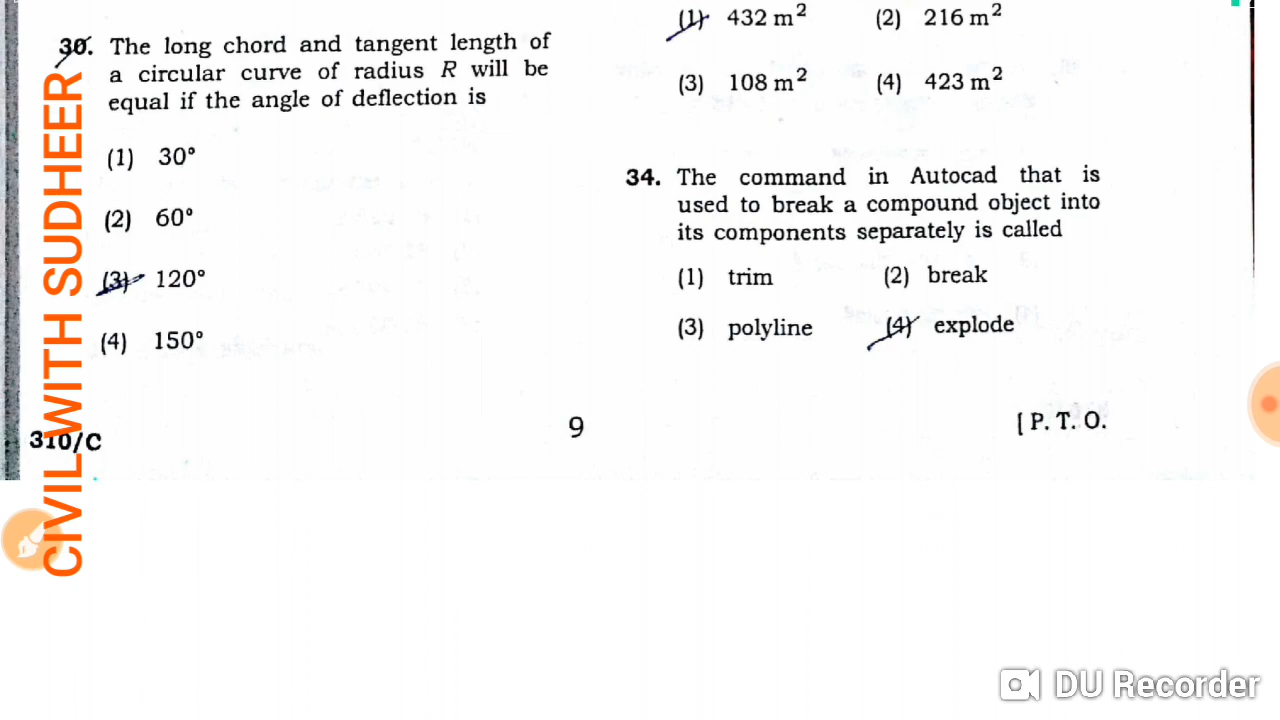 30. The long chord and tangent length of
a circular curve of radius R will be
equal if the angle of deflection is
(1) 30°
(2) 60°
(3) 120°
(4) 150°
310/C
CIVIL WITH SUDHEER
9
(1) 432 m² (2) 216 m²
(3) 108 m² (4) 423 m²
34. The command in Autocad that is
used to break a compound object into
its components separately is called
(1) trim (2) break
(3) polyline (4) explode
[ P. T. O.
DU Recorder